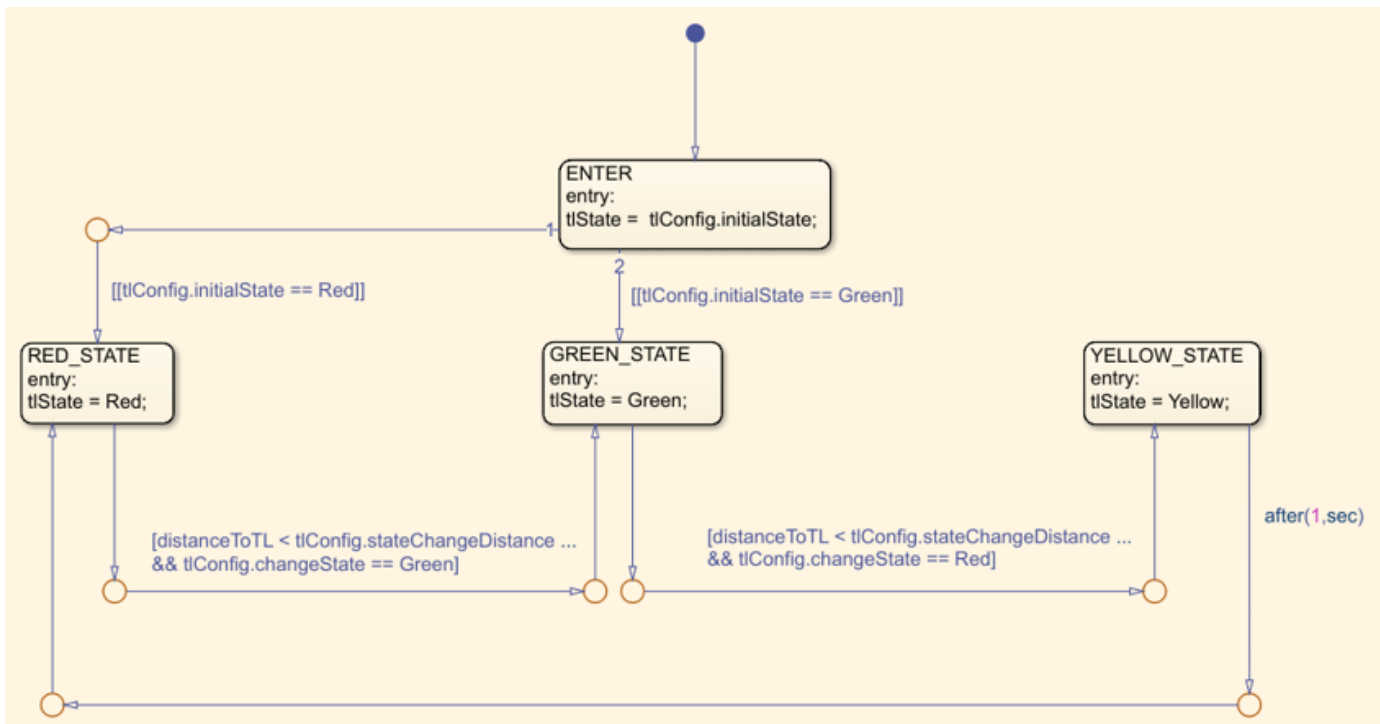 ENTER
entry:
tlState =  tlConfig.initialState;
1
2
[[tlConfig.initialState == Red]]
[[tlConfig.initialState == Green]]
RED_STATE
entry:
tlState = Red;
GREEN_STATE
entry:
tlState = Green;
YELLOW_STATE
entry:
tlState = Yellow;
[distanceToTL < tlConfig.stateChangeDistance ...
&& tlConfig.changeState == Green]
[distanceToTL < tlConfig.stateChangeDistance ...
&& tlConfig.changeState == Red]
after(1,sec)